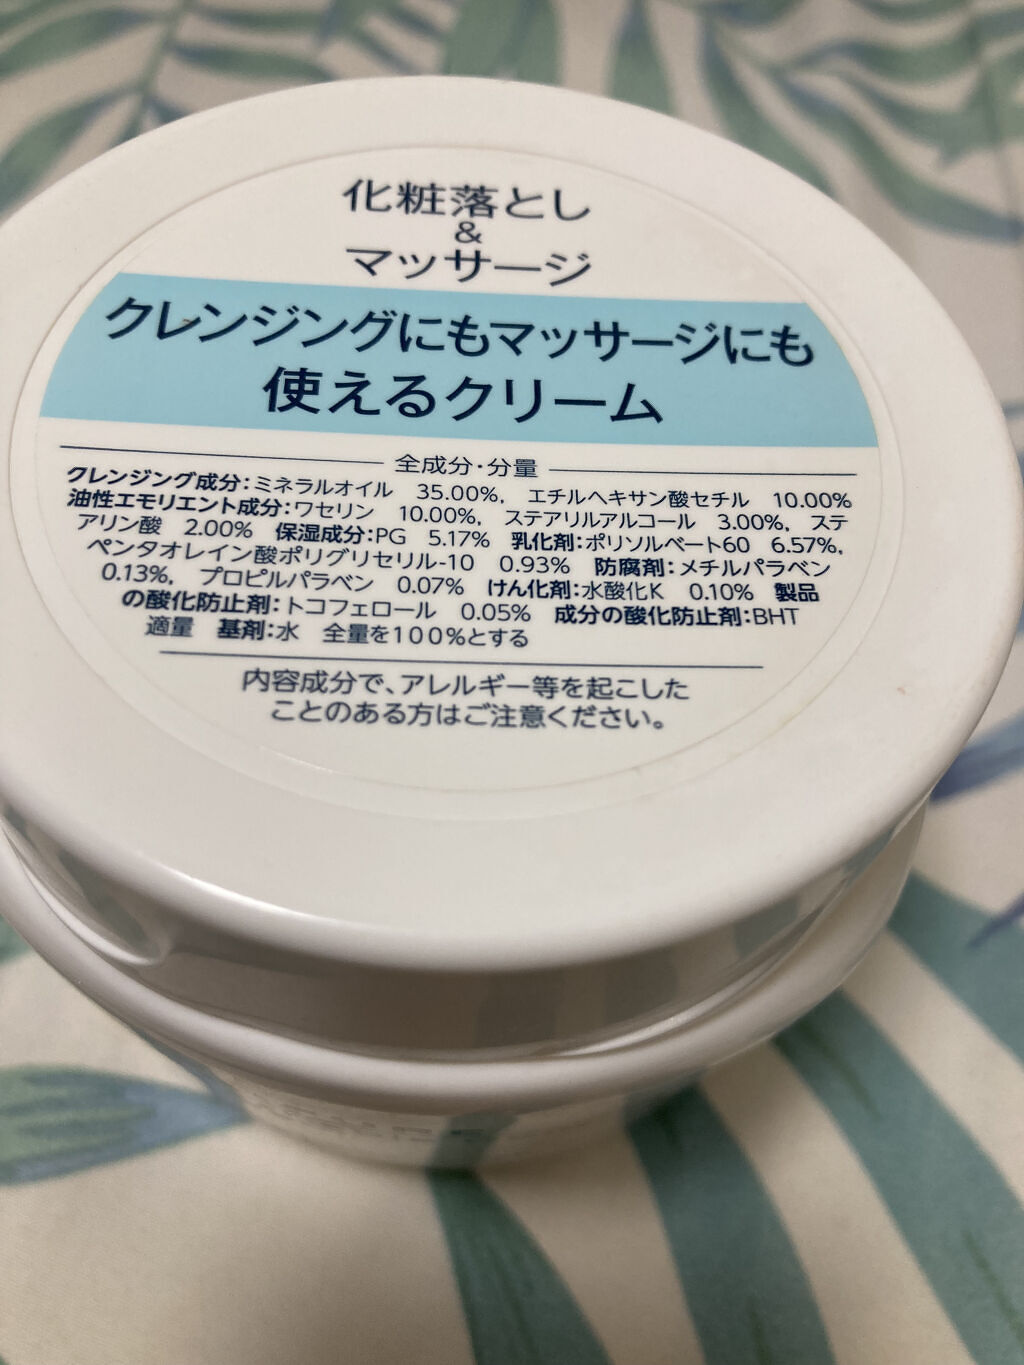 化粧落とし
&
マッサージ
クレンジングにもマッサージにも
使えるクリーム
全成分・分量
クレンジング成分：ミネラルオイル 35.00%, エチルヘキサン酸セチル 10.00%
油性エモリエント成分：ワセリン 10.00%, ステアリルアルコール 3.00%, ステ
アリン酸 2.00% 保湿成分：PG 5.17% 乳化剤：ポリソルベート60 6.57%,
ペンタオレイン酸ポリグリセリル-10 0.93% 防腐剤：メチルパラベン
0.13%, プロピルパラベン 0.07% けん化剤：水酸化K 0.10% 製品
の酸化防止剤：トコフェロール 0.05% 成分の酸化防止剤：BHT
適量 基剤：水 全量を100%とする
内容成分で、アレルギー等を起こした
ことのある方はご注意ください。